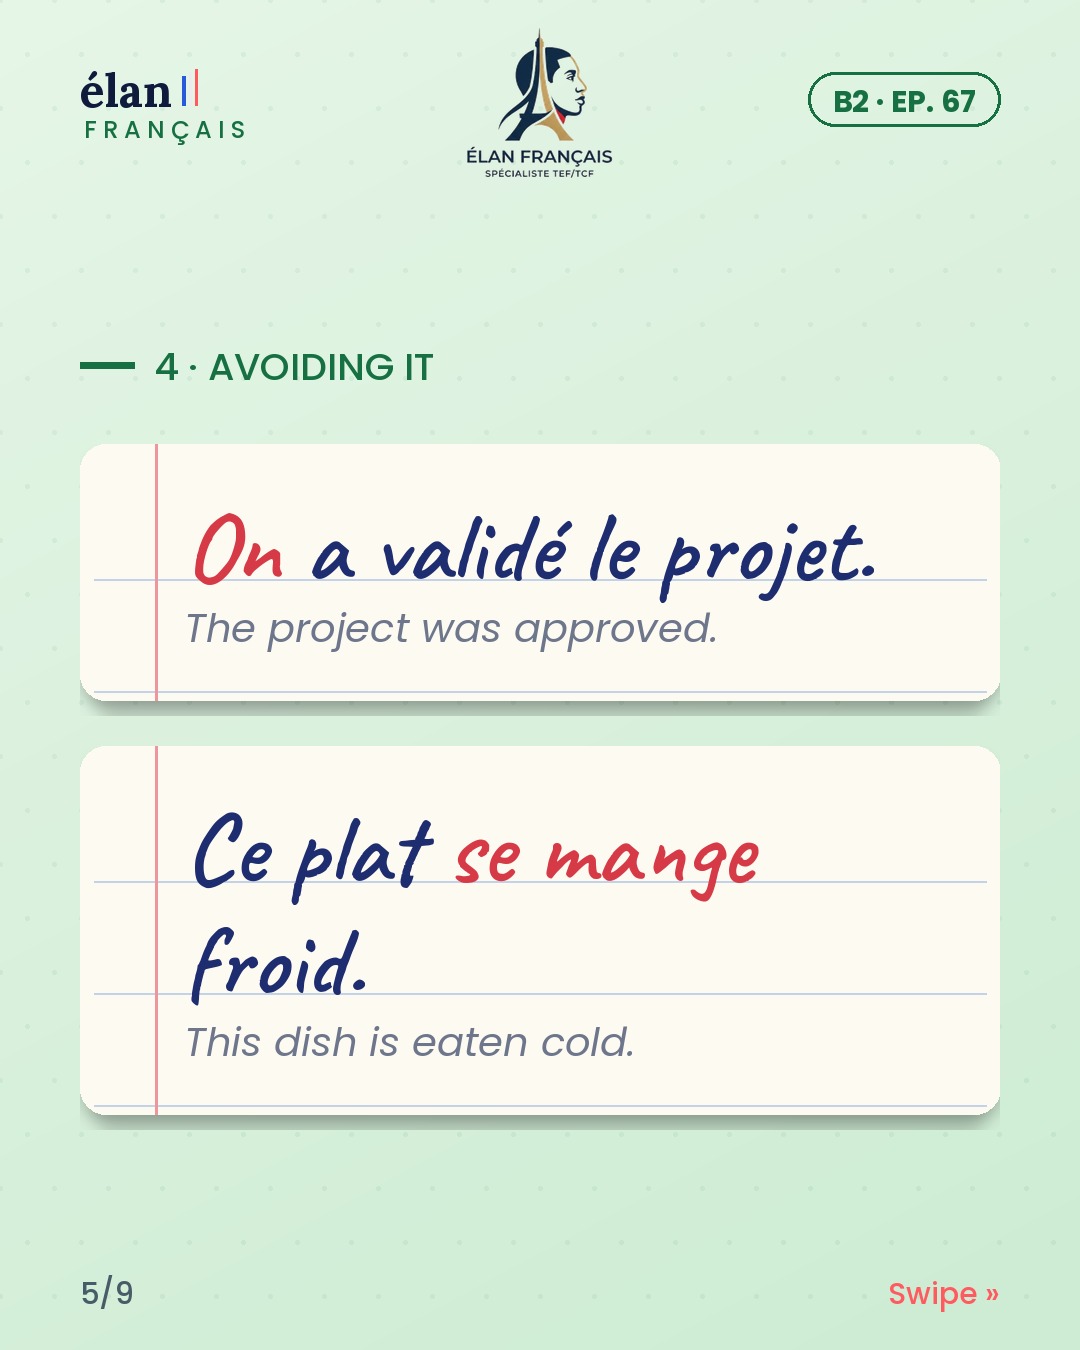 élan
FRANÇAIS
ÉLAN FRANÇAIS
SPÉCIALISTE TEF/TCF
B2 · EP. 67
4 · AVOIDING IT
On a validé le projet.
The project was approved.
Ce plat se mange
froid.
This dish is eaten cold.
5/9
Swipe »